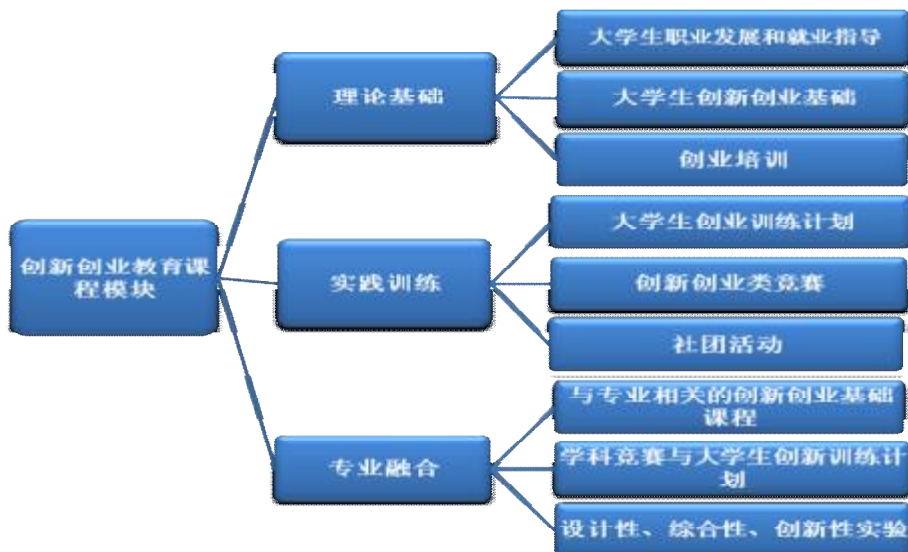 创新创业教育课
程模块
理论基础
大学生职业发展和就业指导
大学生创新创业基础
创业培训
实践训练
大学生创业训练计划
创新创业类竞赛
社团活动
专业融合
与专业相关的创新创业基础
课程
学科竞赛与大学生创新训练计
划
设计性、综合性、创新性实验